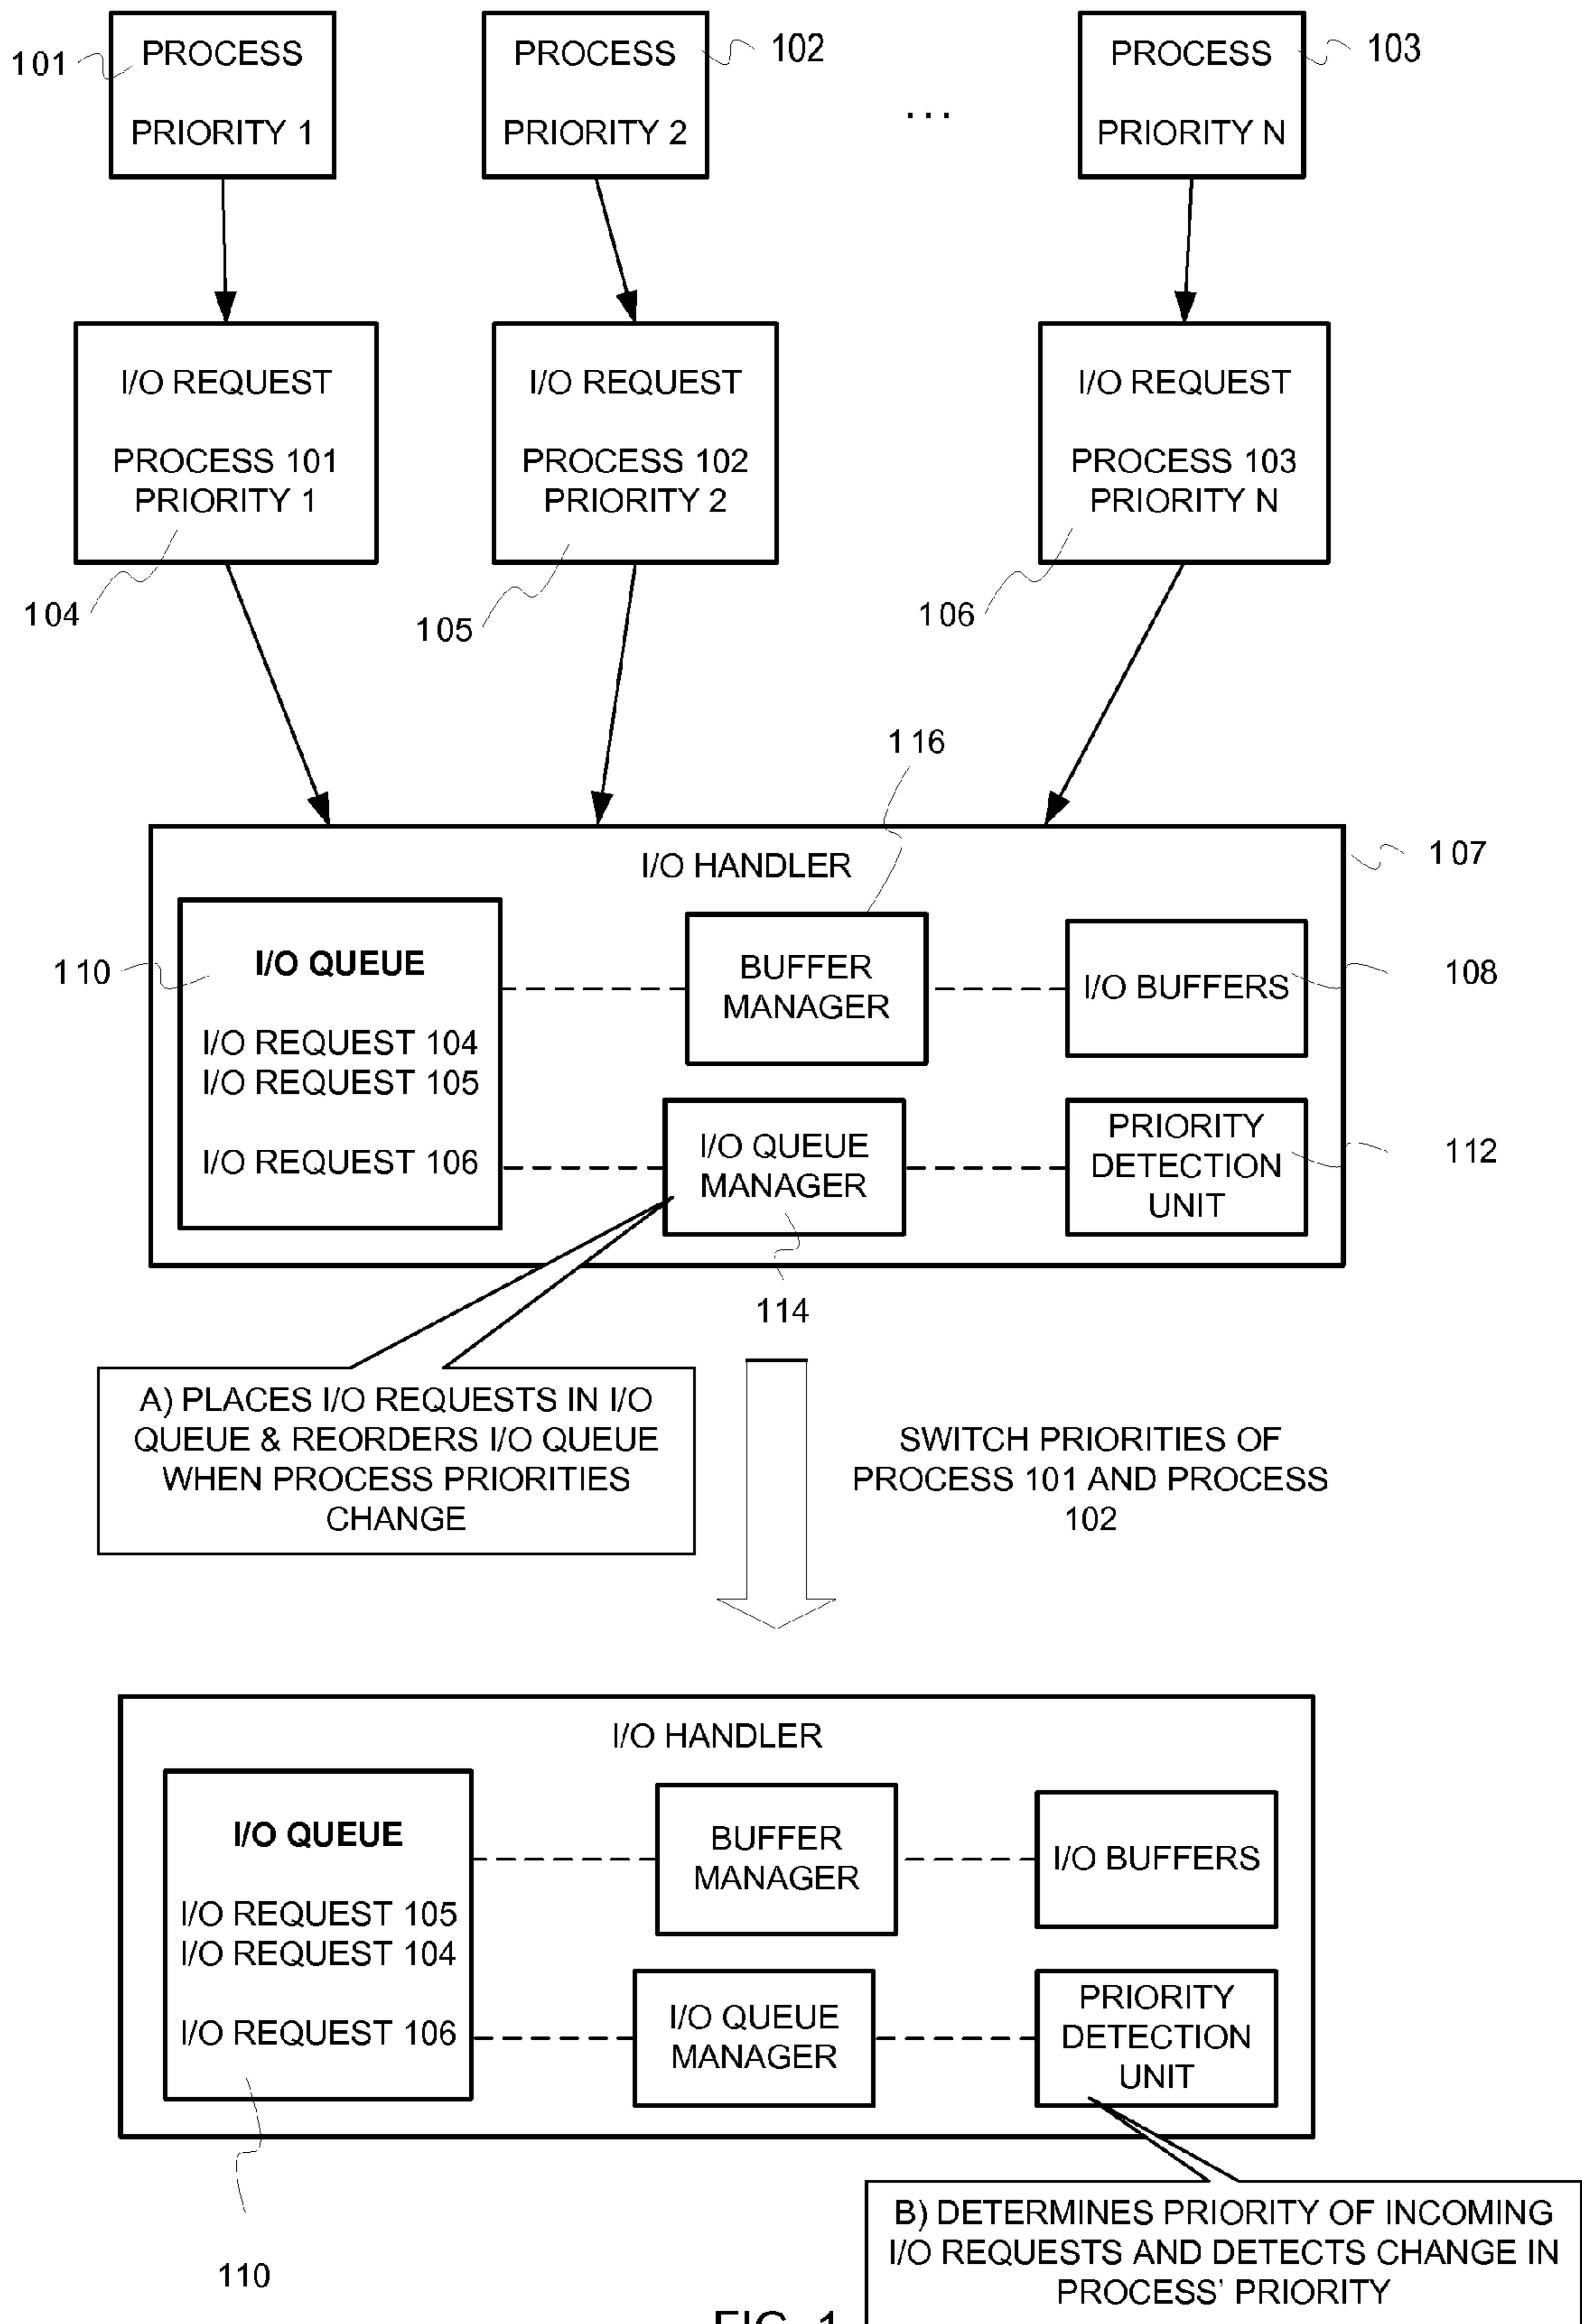 101
PROCESS
PRIORITY 1
PROCESS
PRIORITY 2
102
...
PROCESS
PRIORITY N
103
I/O REQUEST
PROCESS 101
PRIORITY 1
104
I/O REQUEST
PROCESS 102
PRIORITY 2
105
I/O REQUEST
PROCESS 103
PRIORITY N
106
116
107
I/O HANDLER
110
I/O QUEUE
I/O REQUEST 104
I/O REQUEST 105
I/O REQUEST 106
BUFFER
MANAGER
I/O BUFFERS
108
I/O QUEUE
MANAGER
PRIORITY
DETECTION
UNIT
112
114
A) PLACES I/O REQUESTS IN I/O
QUEUE & REORDERS I/O QUEUE
WHEN PROCESS PRIORITIES
CHANGE
SWITCH PRIORITIES OF
PROCESS 101 AND PROCESS
102
I/O HANDLER
I/O QUEUE
I/O REQUEST 105
I/O REQUEST 104
I/O REQUEST 106
BUFFER
MANAGER
I/O BUFFERS
I/O QUEUE
MANAGER
PRIORITY
DETECTION
UNIT
110
B) DETERMINES PRIORITY OF INCOMING
I/O REQUESTS AND DETECTS CHANGE IN
PROCESS' PRIORITY
FIG. 1